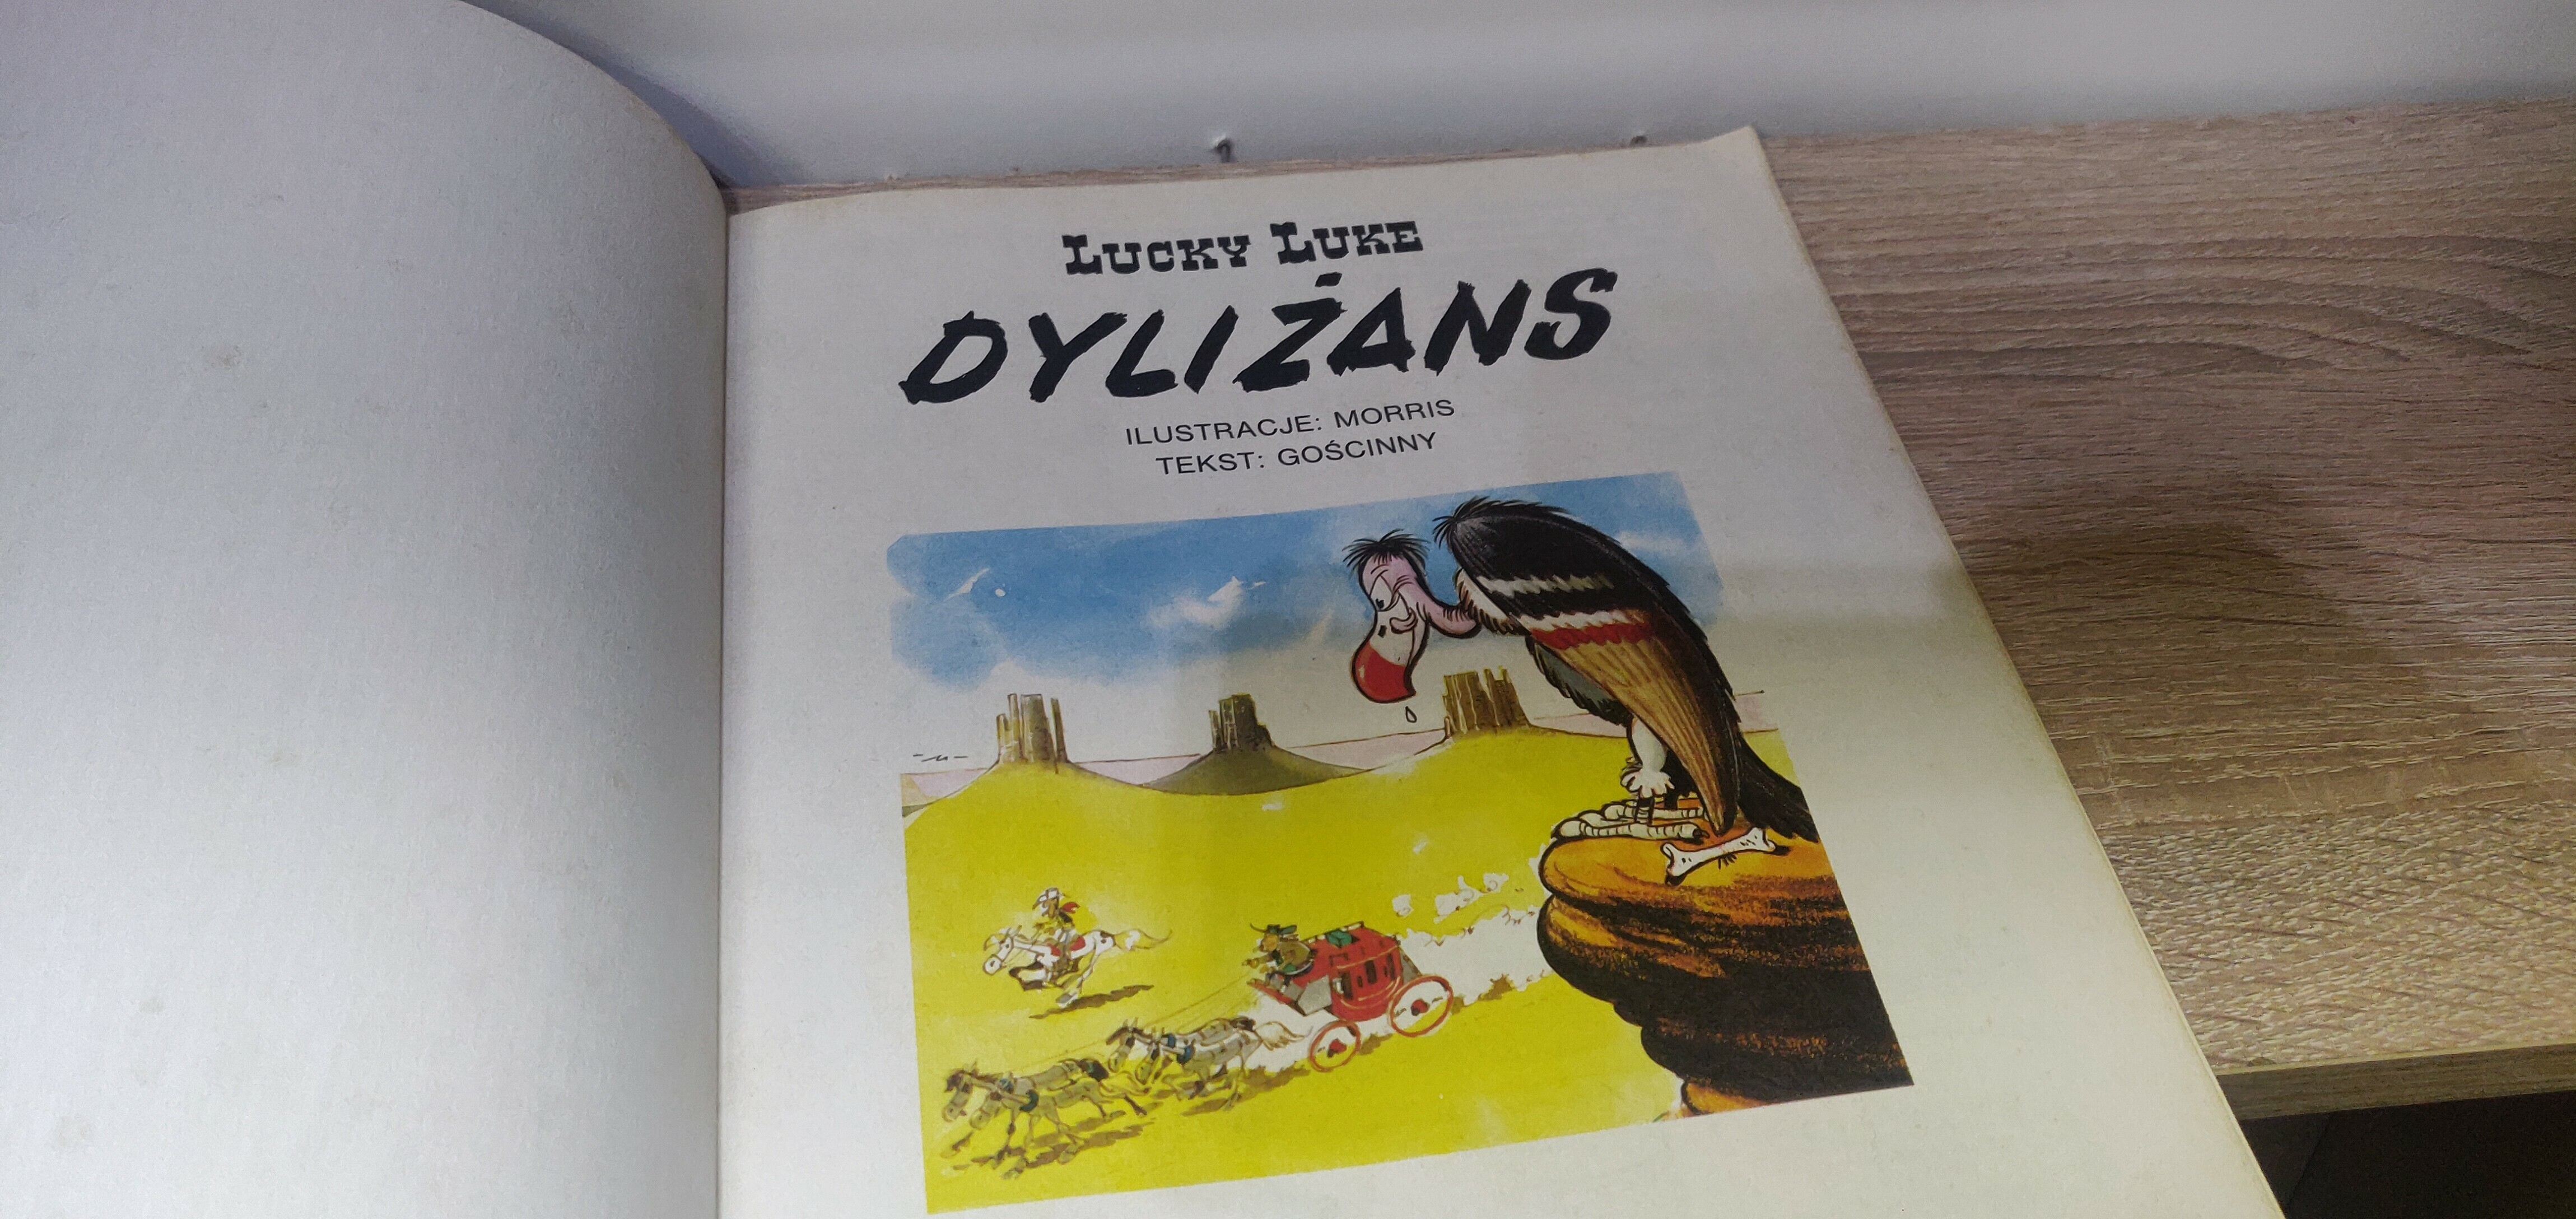 LUCKY LUKE
DYLIŻANS
ILUSTRACJE: MORRIS
TEKST: GOŚCINNY